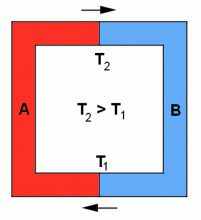 T₂
A T₂ > T₁ B
T₁